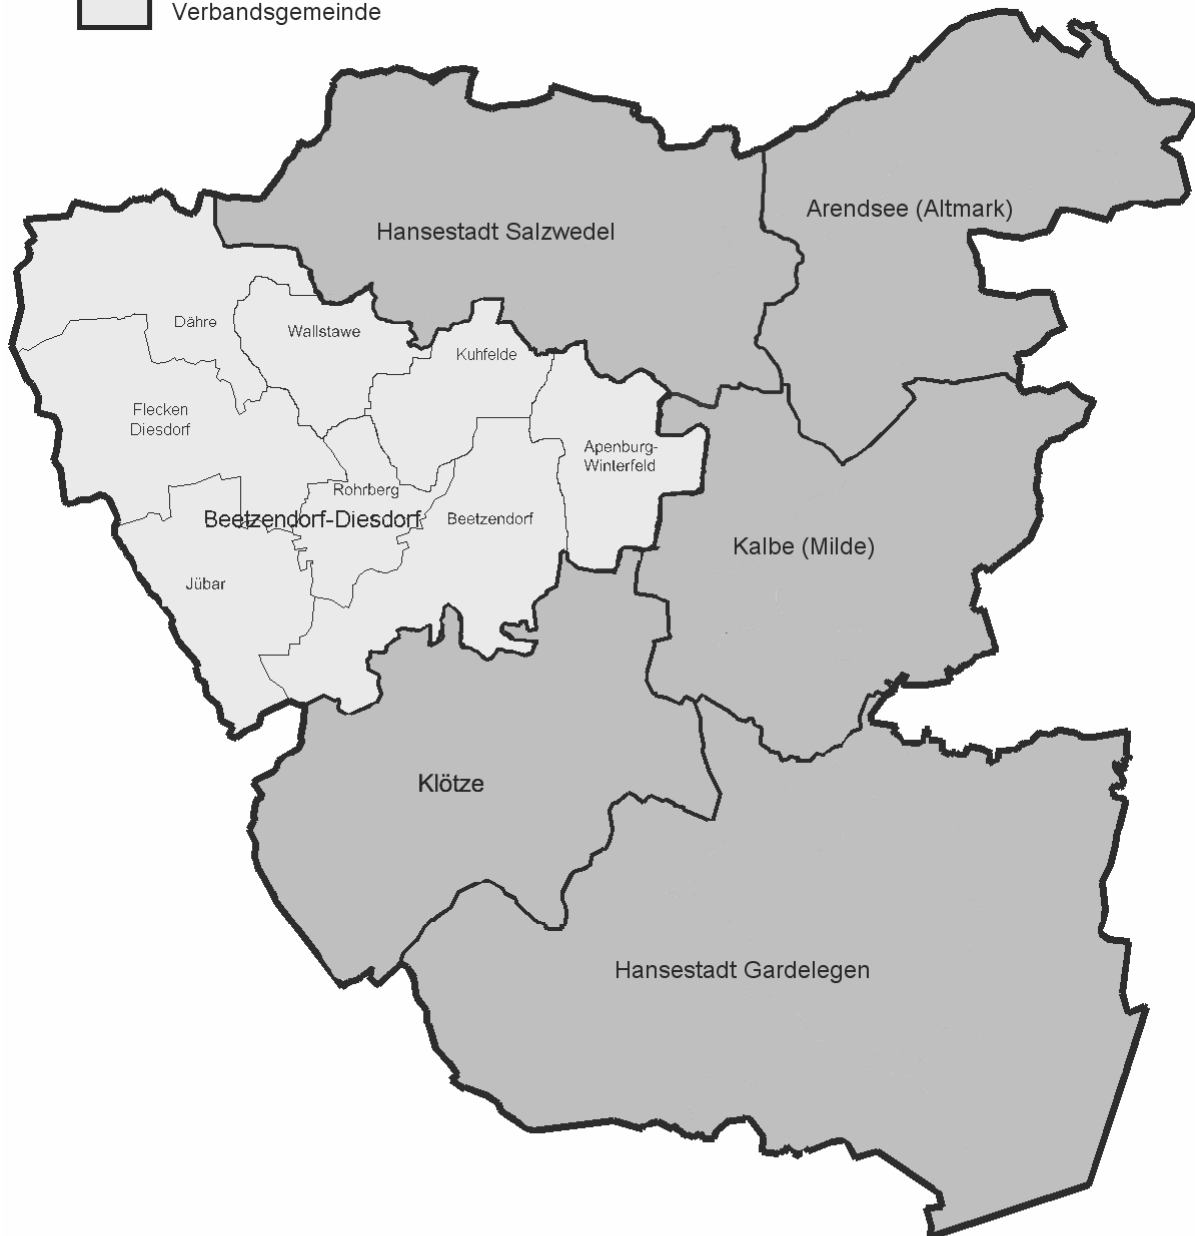 Verbandsgemeinde
Arendsee (Altmark)
Hansestadt Salzwedel
Dähre
Wallstawe
Kuhfelde
Flecken
Diesdorf
Apenburg-
Winterfeld
Rohrberg
Beetzendorf-Diesdorf
Beetzendorf
Kalbe (Milde)
Jübar
Klötze
Hansestadt Gardelegen